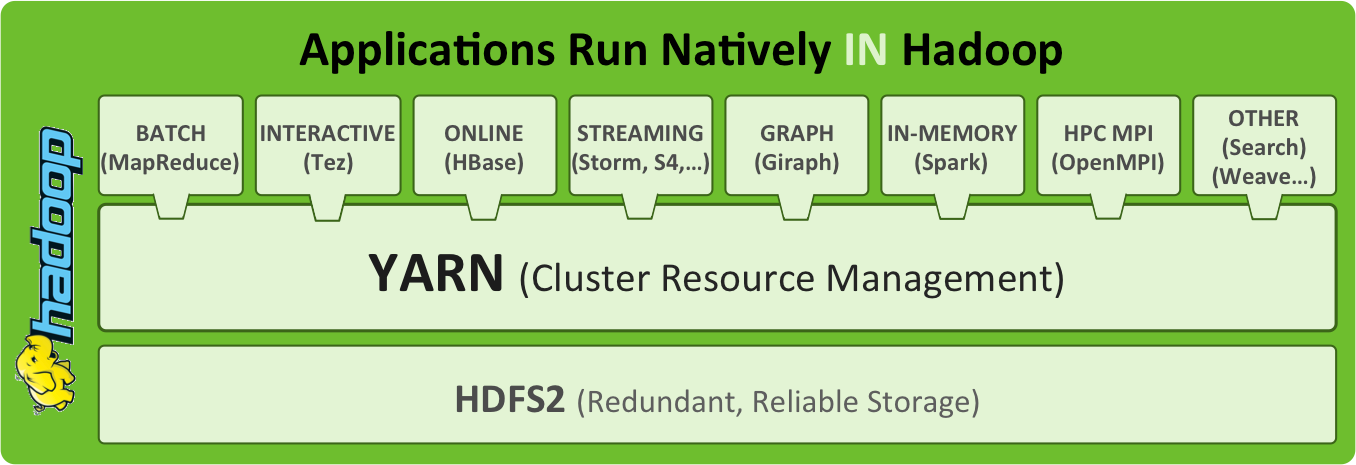 Applications Run Natively IN Hadoop
BATCH
(MapReduce)
INTERACTIVE
(Tez)
ONLINE
(HBase)
STREAMING
(Storm, S4,...)
GRAPH
(Giraph)
IN-MEMORY
(Spark)
HPC MPI
(OpenMPI)
OTHER
(Search)
(Weave...)
hadoop
YARN (Cluster Resource Management)
HDFS2 (Redundant, Reliable Storage)